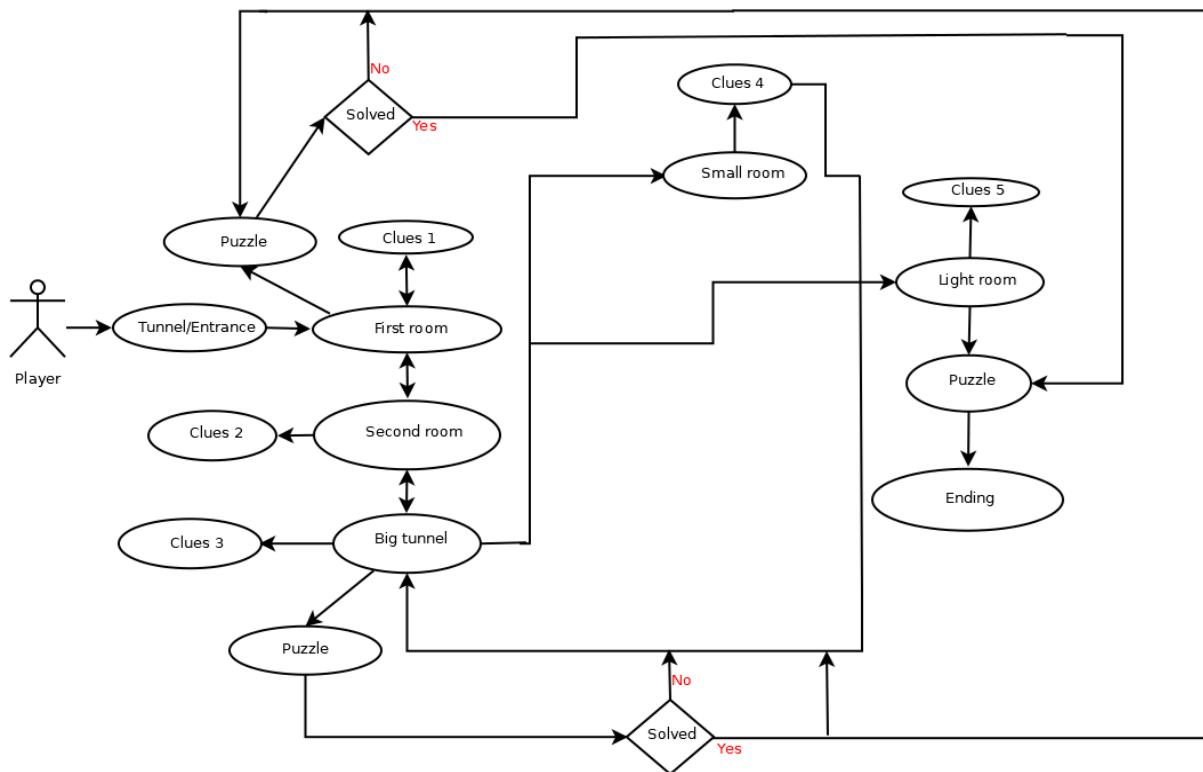 No
Solved
Yes
Clues 4
Small room
Clues 5
Puzzle
Clues 1
Light room
Tunnel/Entrance
First room
Player
Puzzle
Clues 2
Second room
Ending
Clues 3
Big tunnel
Puzzle
No
Solved
Yes